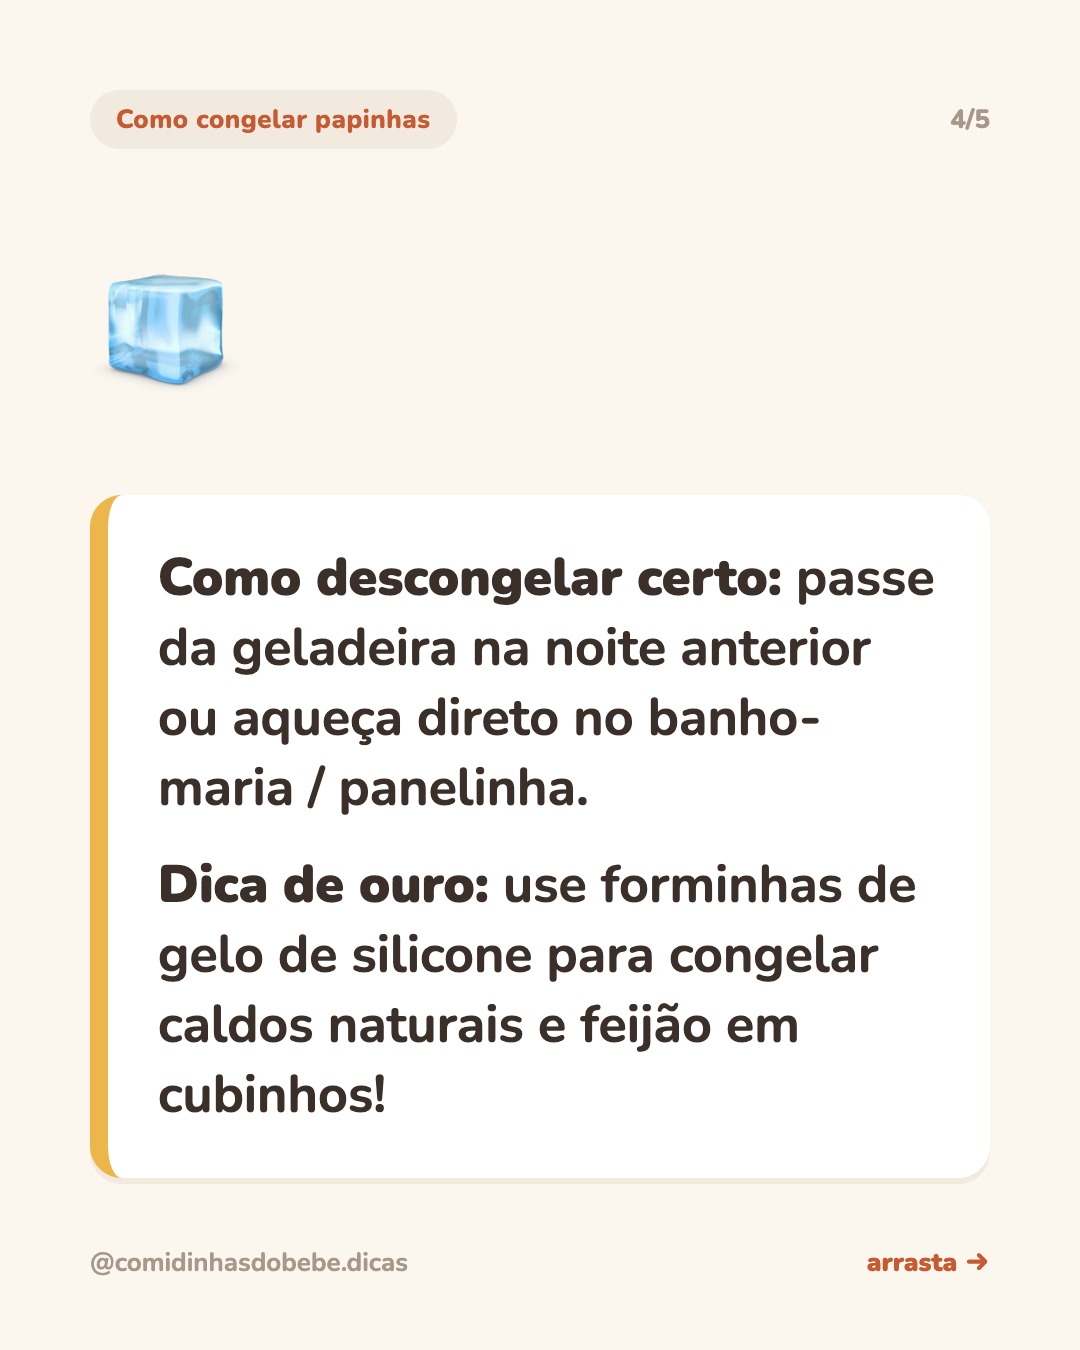 Como congelar papinhas
4/5
Como descongelar certo: passe
da geladeira na noite anterior
ou aqueça direto no banho-
maria / panelinha.
Dica de ouro: use forminhas de
gelo de silicone para congelar
caldos naturais e feijão em
cubinhos!
@comidinhasdobebe.dicas
arrasta →